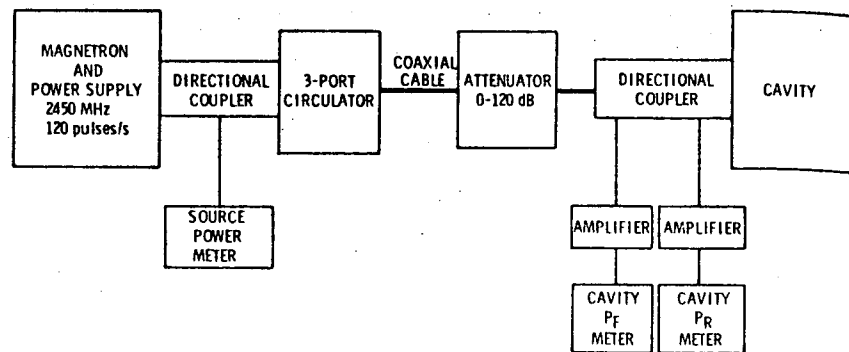 MAGNETRON
AND
POWER SUPPLY
2450 MHz
120 pulses/s
DIRECTIONAL
COUPLER
3-PORT
CIRCULATOR
COAXIAL
CABLE
ATTENUATOR
0-120 dB
DIRECTIONAL
COUPLER
CAVITY
SOURCE
POWER
METER
AMPLIFIER
AMPLIFIER
CAVITY
PF
METER
CAVITY
PR
METER